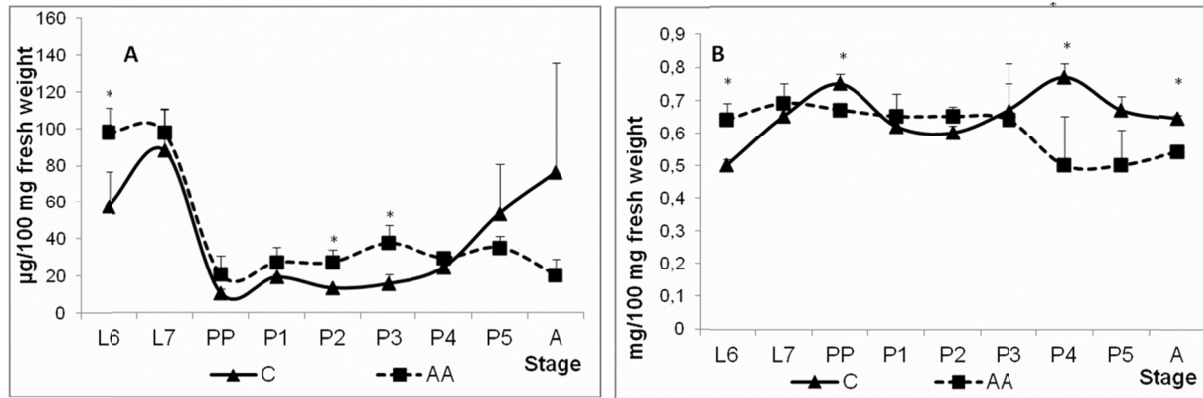 A
µg/100 mg fresh weight
160
140
120
100
80
60
40
20
0
*
*
*
L6 L7 PP P1 P2 P3 P4 P5 A
Stage
C AA
B
mg/100 mg fresh weight
0,9
0,8
0,7
0,6
0,5
0,4
0,3
0,2
0,1
0
*
*
*
*
L6 L7 PP P1 P2 P3 P4 P5 A
Stage
C AA